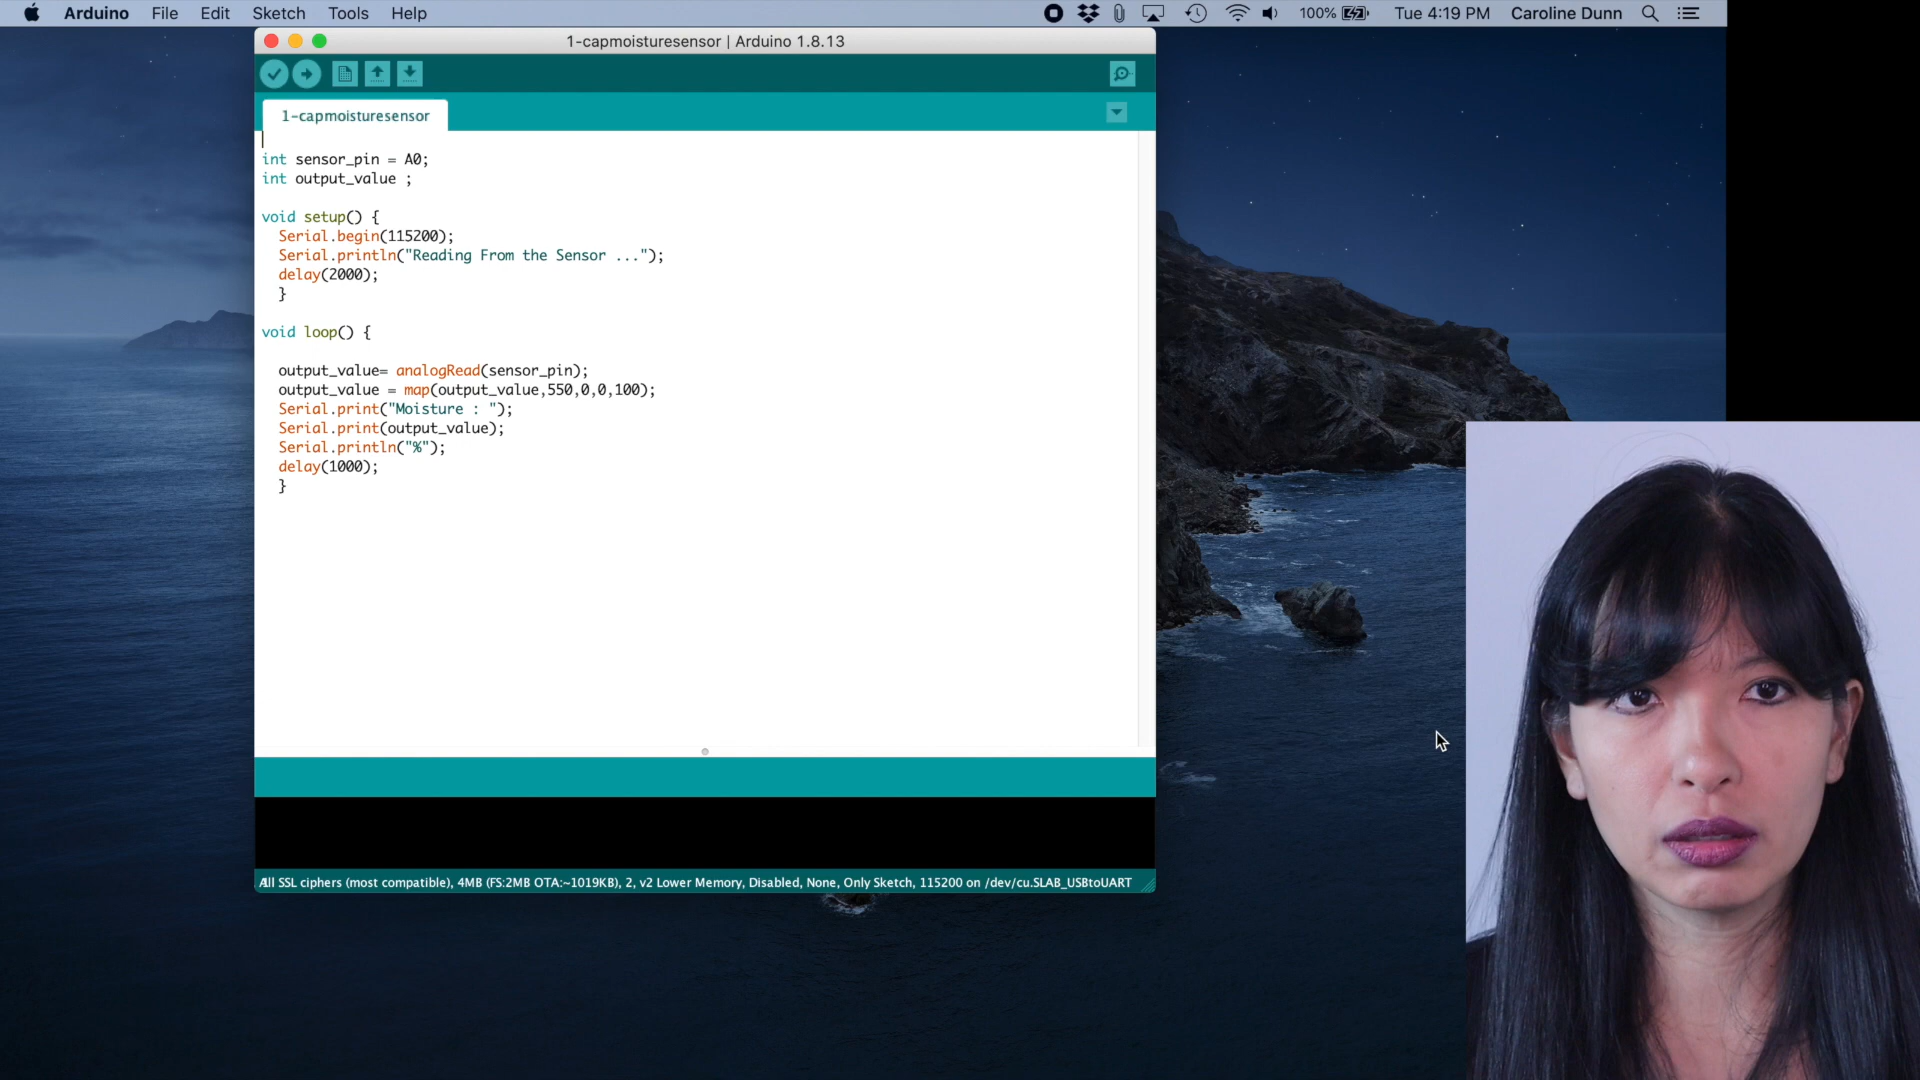 Arduino File Edit Sketch Tools Help 100% Tue 4:19 PM Caroline Dunn
1-capmoisturesensor | Arduino 1.8.13
1-capmoisturesensor
int sensor_pin = A0;
int output_value ;
void setup() {
Serial.begin(115200);
Serial.println("Reading From the Sensor ...");
delay(2000);
}
void loop() {
output_value= analogRead(sensor_pin);
output_value = map(output_value,550,0,0,100);
Serial.print("Moisture : ");
Serial.print(output_value);
Serial.println("%");
delay(1000);
}
All SSL ciphers (most compatible), 4MB (FS:2MB OTA:~1019KB), 2, v2 Lower Memory, Disabled, None, Only Sketch, 115200 on /dev/cu.SLAB_USBtoUART